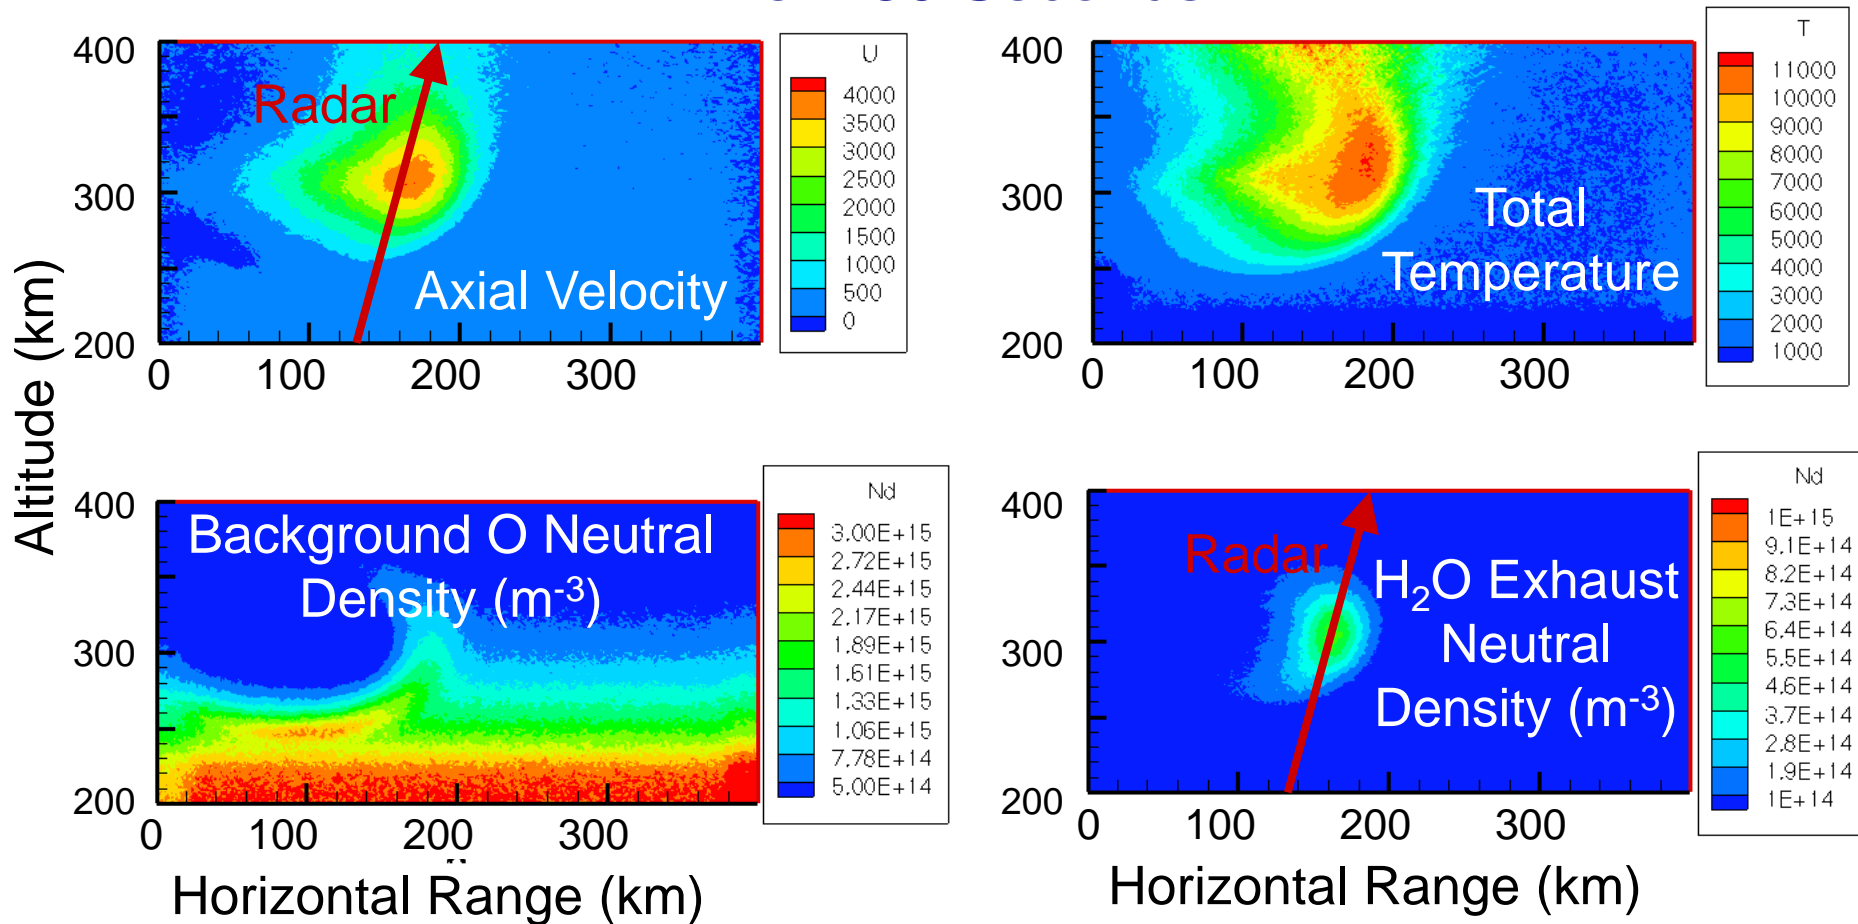 400
300
200
0
100
200
300
Radar
Axial Velocity
U
4000
3500
3000
2500
2000
1500
1000
500
0
400
300
200
0
100
200
300
Total
Temperature
T
11000
10000
9000
8000
7000
6000
5000
4000
3000
2000
1000
Altitude (km)
400
300
200
0
100
200
300
Background O Neutral
Density (m⁻³)
Nd
3.00E+15
2.72E+15
2.44E+15
2.17E+15
1.89E+15
1.61E+15
1.33E+15
1.06E+15
7.78E+14
5.00E+14
Horizontal Range (km)
400
300
200
0
100
200
300
Radar
H₂O Exhaust
Neutral
Density (m⁻³)
Nd
1E+15
9.1E+14
8.2E+14
7.3E+14
6.4E+14
5.5E+14
4.6E+14
3.7E+14
2.8E+14
1.9E+14
1E+14
Horizontal Range (km)